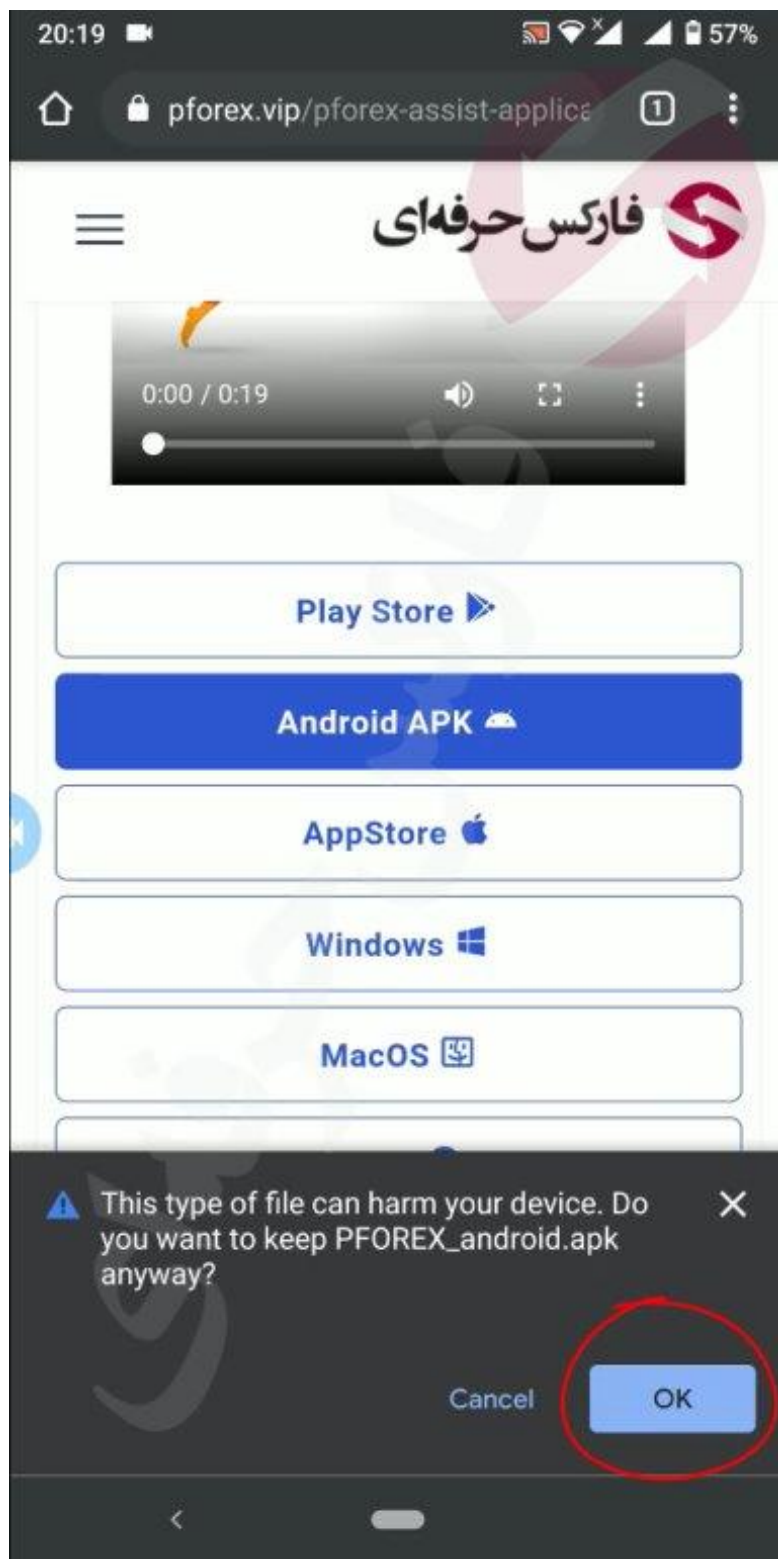 20:19
57%
pforex.vip/pforex-assist-applica
1
فارکس حرفه‌ای
0:00 / 0:19
Play Store
Android APK
AppStore
Windows
MacOS
This type of file can harm your device. Do
you want to keep PFOREX_android.apk
anyway?
Cancel
OK